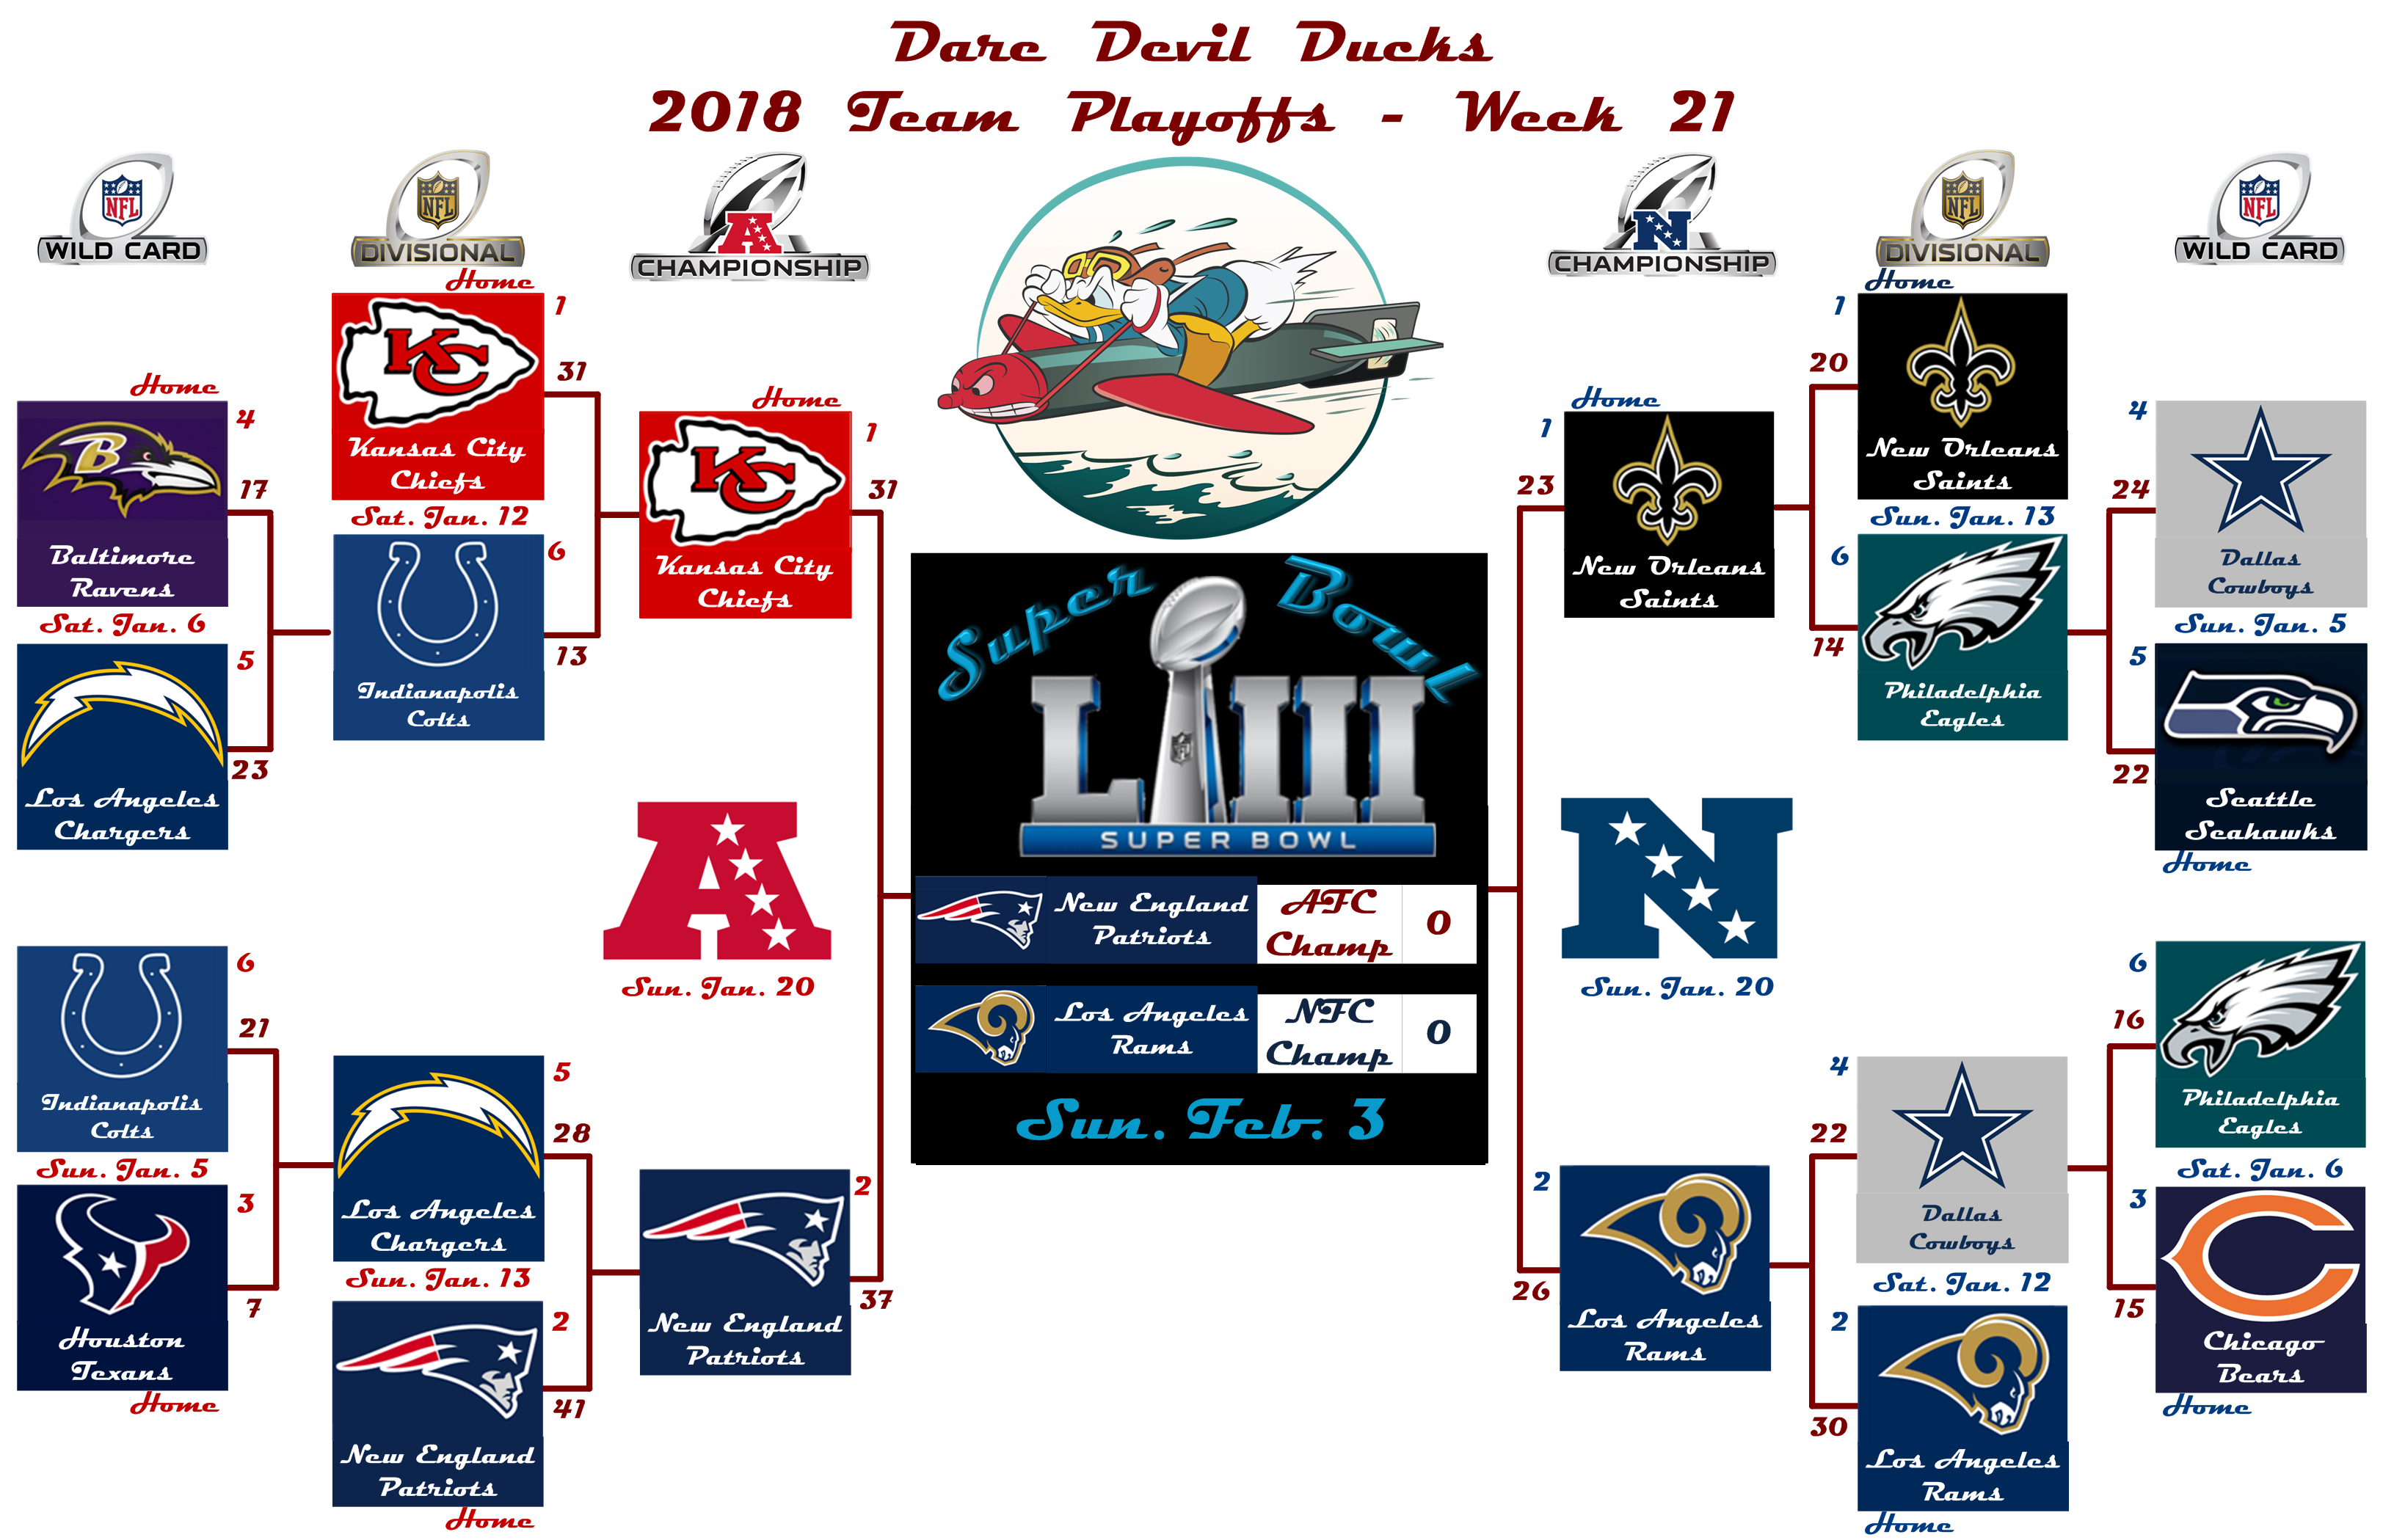 Dare Devil Ducks
2018 Team Playoffs - Week 21
NFL
WILD CARD
NFL
DIVISIONAL
A
CHAMPIONSHIP
N
CHAMPIONSHIP
NFL
DIVISIONAL
NFL
WILD CARD
Home
4
17
B
Baltimore
Ravens
Sat. Jan. 6
5
23
Los Angeles
Chargers
6
21
Indianapolis
Colts
Sun. Jan. 5
3
7
Houston
Texans
Home
Home
1
31
KC
Kansas City
Chiefs
Sat. Jan. 12
6
13
Indianapolis
Colts
5
28
Los Angeles
Chargers
Sun. Jan. 13
2
41
New England
Patriots
Home
Home
1
31
KC
Kansas City
Chiefs
A
Sun. Jan. 20
2
37
New England
Patriots
Super Bowl
LIII
NFL
SUPER BOWL
New England
Patriots
AFC
Champ
0
Los Angeles
Rams
NFC
Champ
0
Sun. Feb. 3
Home
1
23
New Orleans
Saints
N
Sun. Jan. 20
2
26
Los Angeles
Rams
Home
1
20
New Orleans
Saints
Sun. Jan. 13
6
14
Philadelphia
Eagles
4
22
Dallas
Cowboys
Sat. Jan. 12
2
30
Los Angeles
Rams
Home
4
24
Dallas
Cowboys
Sun. Jan. 5
5
22
Seattle
Seahawks
Home
6
16
Philadelphia
Eagles
Sat. Jan. 6
3
15
Chicago
Bears
Home